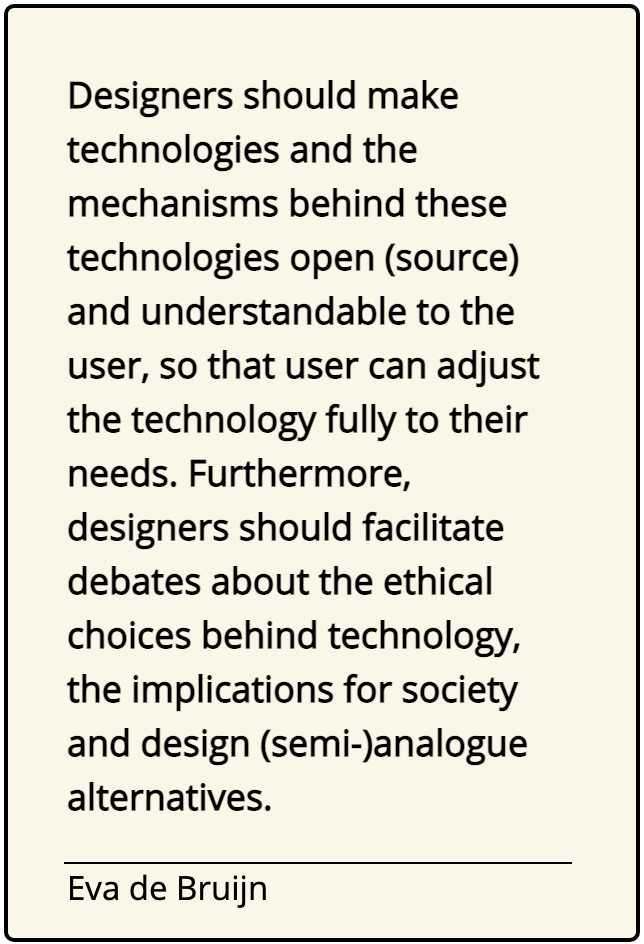 Designers should make
technologies and the
mechanisms behind these
technologies open (source)
and understandable to the
user, so that user can adjust
the technology fully to their
needs. Furthermore,
designers should facilitate
debates about the ethical
choices behind technology,
the implications for society
and design (semi-)analogue
alternatives.
Eva de Bruijn